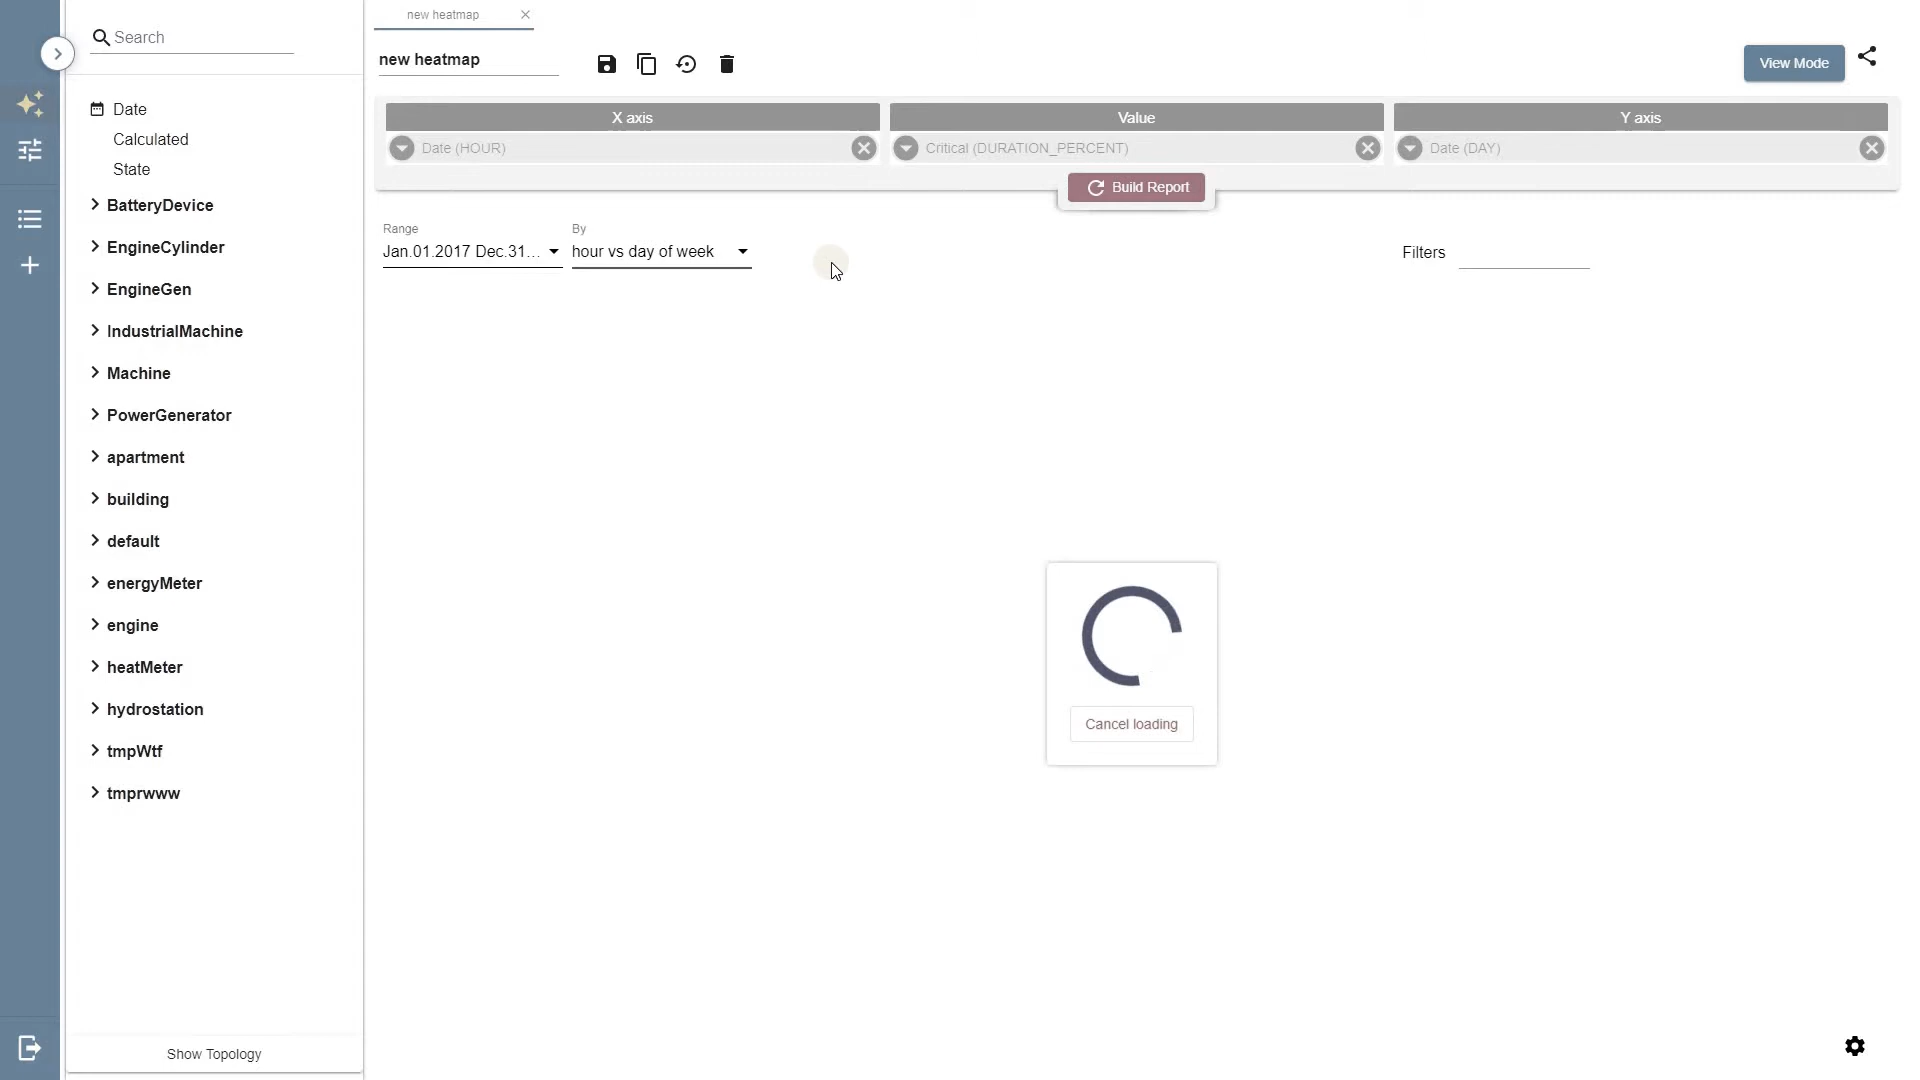 new heatmap
Search
new heatmap
View Mode
X axis
Value
Y axis
Date (HOUR)
Critical (DURATION_PERCENT)
Date (DAY)
Build Report
Range
By
Jan.01.2017 Dec.31...
hour vs day of week
Filters
Date
Calculated
State
BatteryDevice
EngineCylinder
EngineGen
IndustrialMachine
Machine
PowerGenerator
apartment
building
default
energyMeter
engine
heatMeter
hydrostation
tmpWtf
tmprwww
Cancel loading
Show Topology